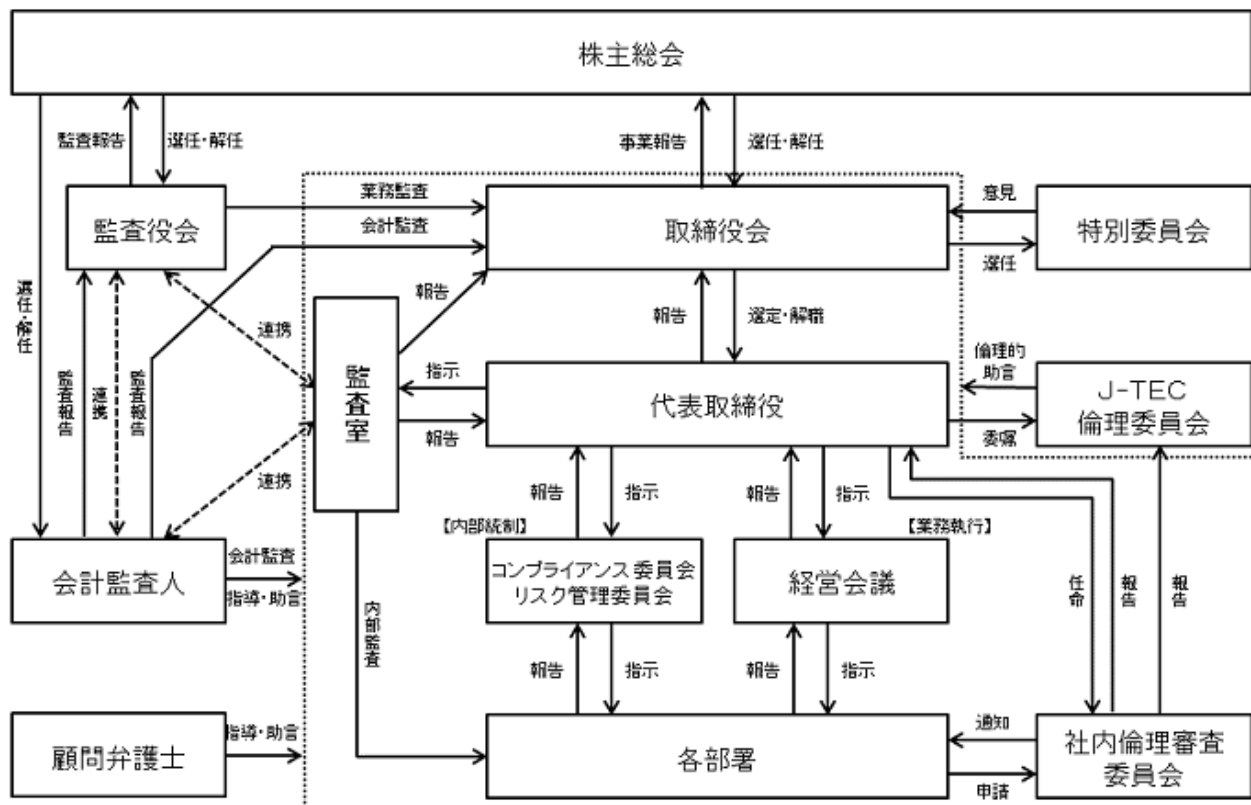 株主総会
監査報告
選任・解任
事業報告
選任・解任
業務監査
意見
監査役会
会計監査
取締役会
特別委員会
選任
選任・解任
報告
連携
報告
選定・解職
倫理的
助言
監査報告
連携
監査報告
監査室
指示
代表取締役
J-TEC
倫理委員会
報告
委嘱
連携
報告
指示
報告
指示
【内部統制】
【業務執行】
会計監査人
会計監査
指導・助言
コンプライアンス委員会
リスク管理委員会
経営会議
任命
報告
報告
内部監査
報告
指示
報告
指示
顧問弁護士
指導・助言
各部署
通知
申請
社内倫理審査
委員会